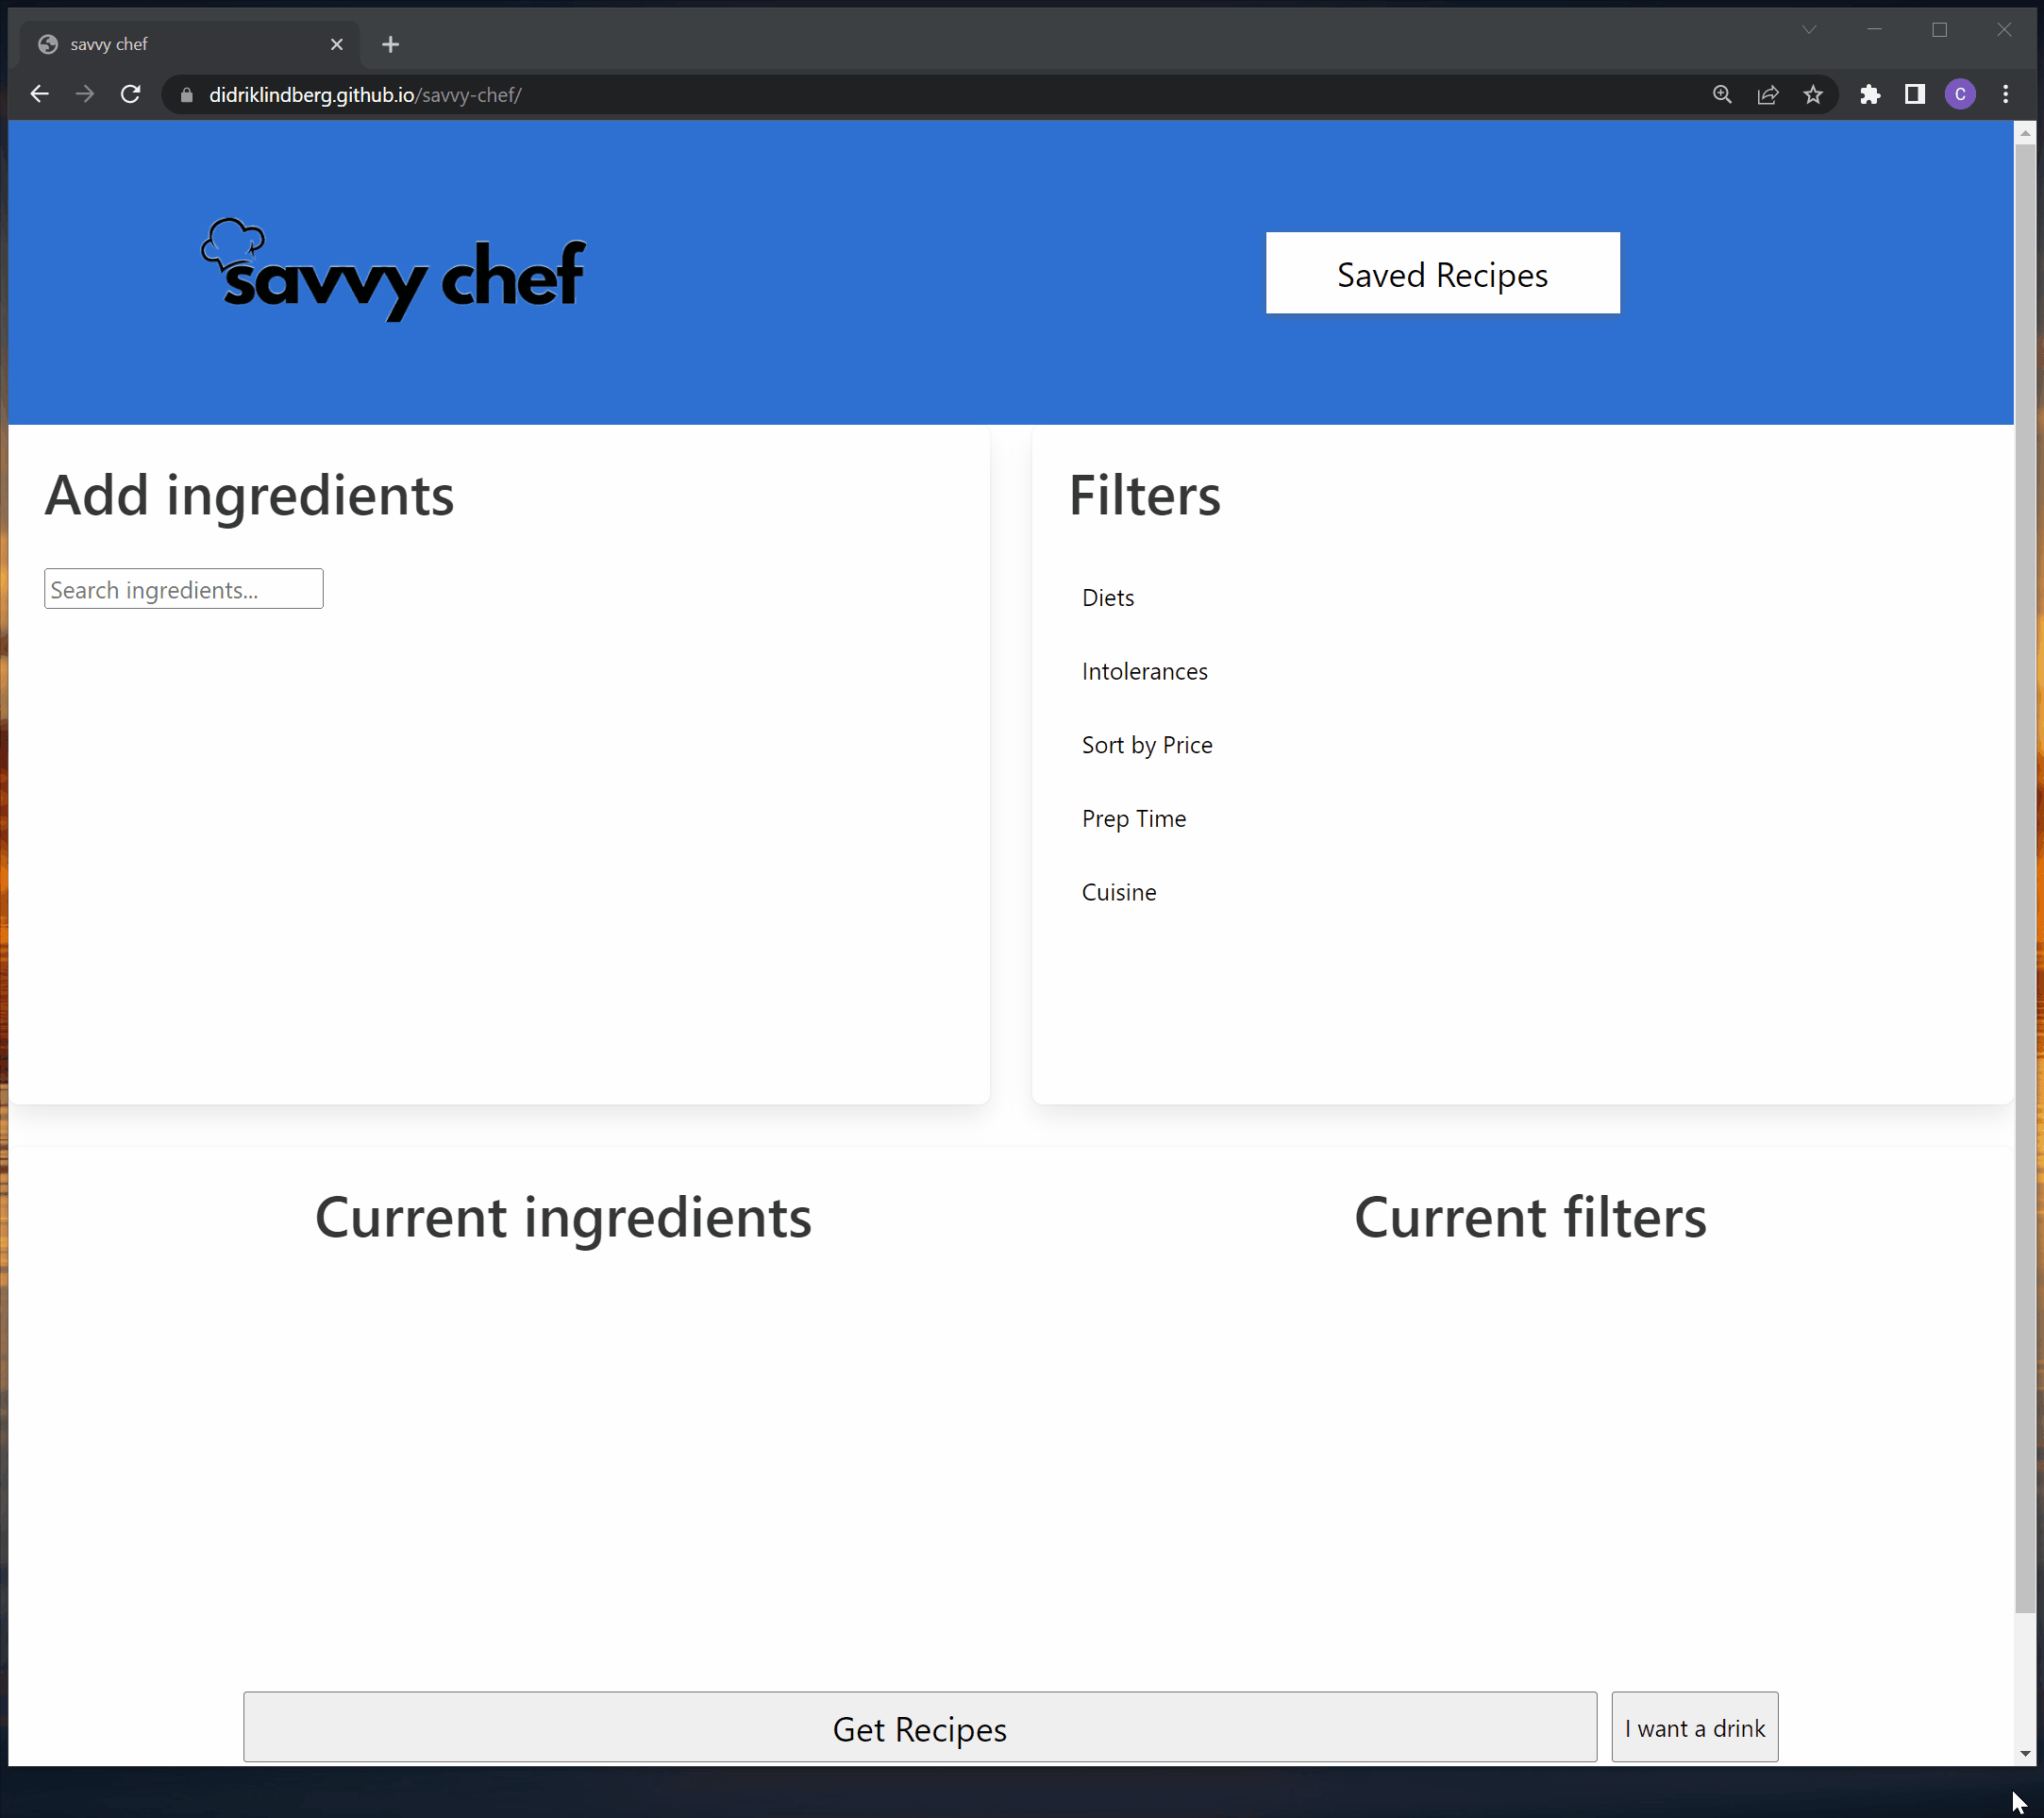 savvy chef
didriklindberg.github.io/savvy-chef/
C
savvy chef
Saved Recipes
Add ingredients
Search ingredients...
Filters
Diets
Intolerances
Sort by Price
Prep Time
Cuisine
Current ingredients
Current filters
Get Recipes
I want a drink